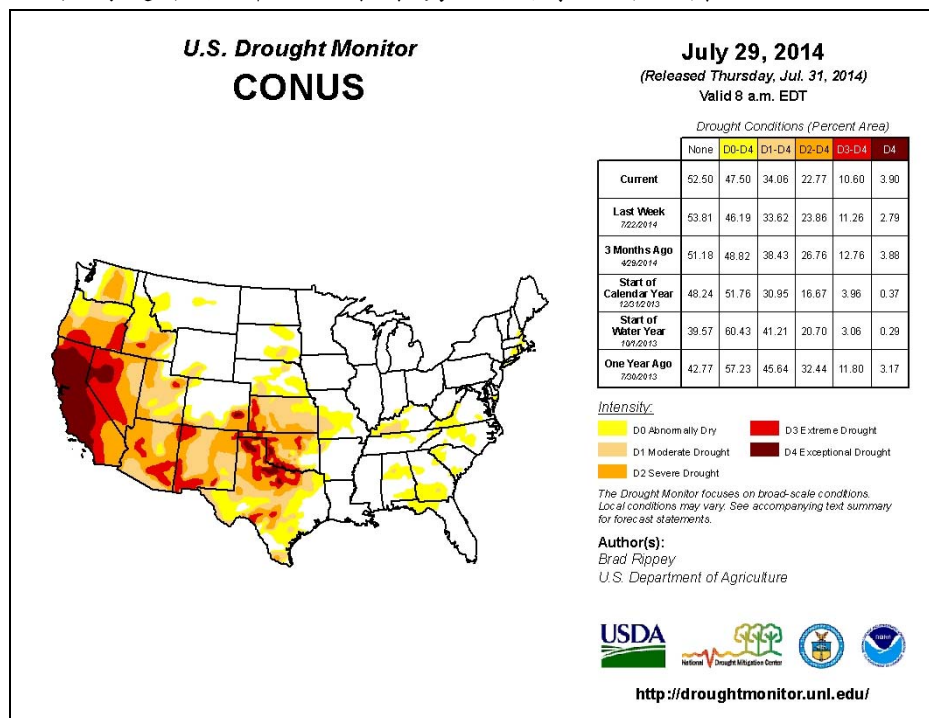 U.S. Drought Monitor
CONUS
July 29, 2014
(Released Thursday, Jul. 31, 2014)
Valid 8 a.m. EDT
Drought Conditions (Percent Area)
None D0-D4 D1-D4 D2-D4 D3-D4 D4
Current 52.50 47.50 34.06 22.77 10.60 3.90
Last Week 53.81 46.19 33.62 23.86 11.26 2.79
7/22/2014
3 Months Ago 51.18 48.82 38.43 26.76 12.76 3.88
4/29/2014
Start of
Calendar Year 48.24 51.76 30.95 16.67 3.96 0.37
12/31/2013
Start of
Water Year 39.57 60.43 41.21 20.70 3.06 0.29
10/1/2013
One Year Ago 42.77 57.23 45.64 32.44 11.80 3.17
7/30/2013
Intensity:
D0 Abnormally Dry D3 Extreme Drought
D1 Moderate Drought D4 Exceptional Drought
D2 Severe Drought
The Drought Monitor focuses on broad-scale conditions.
Local conditions may vary. See accompanying text summary
for forecast statements.
Author(s):
Brad Rippey
U.S. Department of Agriculture
USDA
National Drought Mitigation Center
http://droughtmonitor.unl.edu/